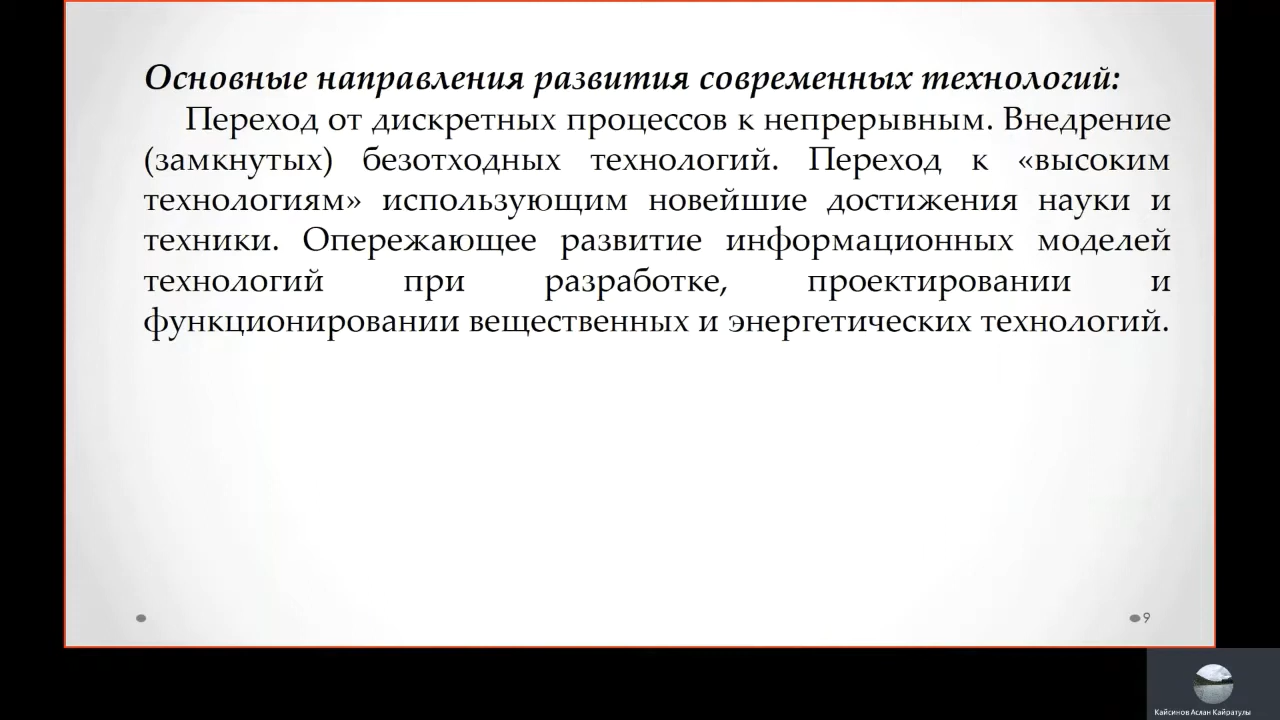 Основные направления развития современных технологий:
Переход от дискретных процессов к непрерывным. Внедрение
(замкнутых) безотходных технологий. Переход к «высоким
технологиям» использующим новейшие достижения науки и
техники. Опережающее развитие информационных моделей
технологий при разработке, проектировании и
функционировании вещественных и энергетических технологий.
9
Кайсинов Аслан Кайратулы